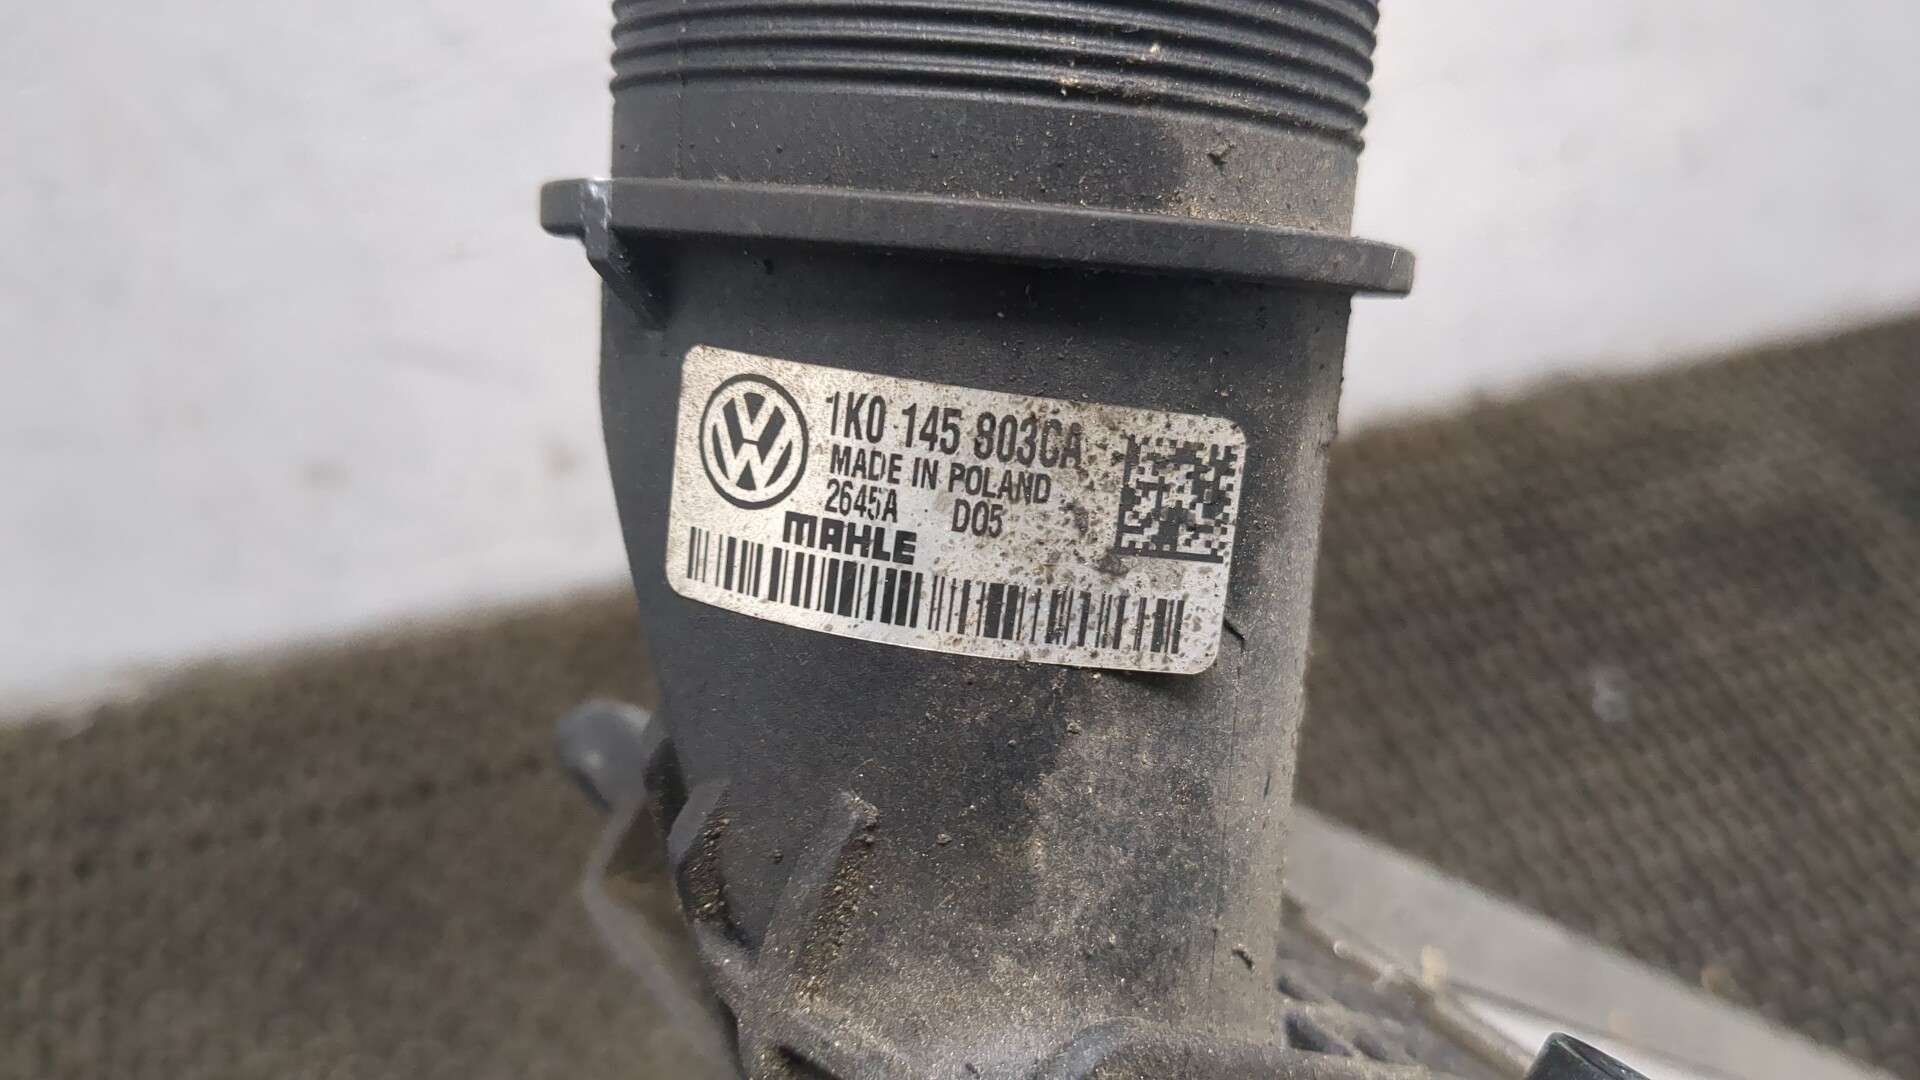 1K0 145 803CA
MADE IN POLAND
2645A D05
MAHLE